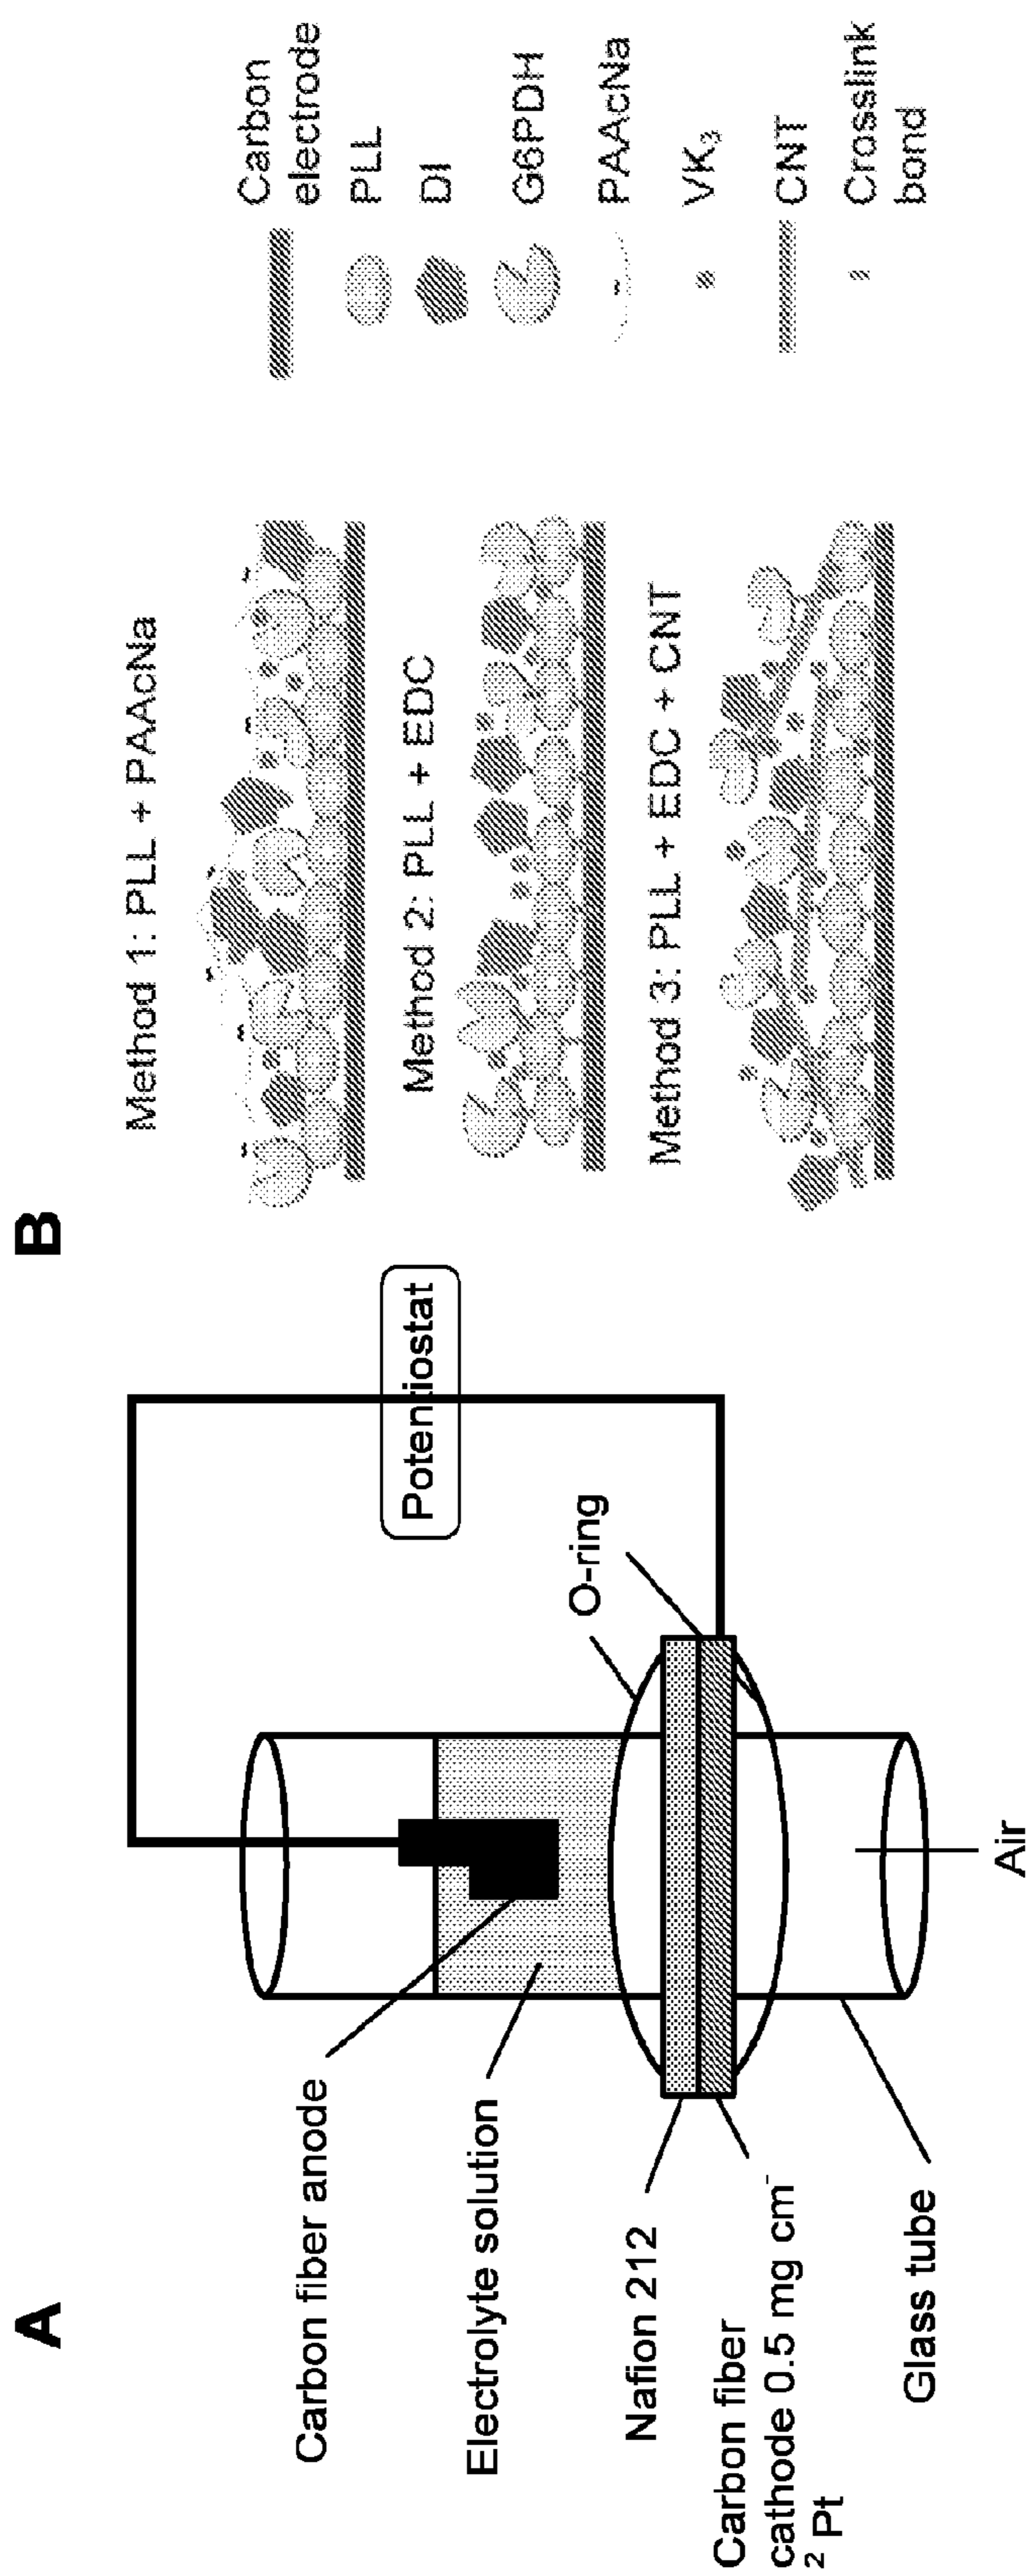 A
Carbon fiber anode
Electrolyte solution
Nafion 212
Carbon fiber
cathode 0.5 mg cm⁻
² Pt
Glass tube
Air
O-ring
Potentiostat
B
Method 1: PLL + PAAcNa
Method 2: PLL + EDC
Method 3: PLL + EDC + CNT
Carbon
electrode
PLL
DI
G6PDH
PAAcNa
VK₃
CNT
Crosslink
bond